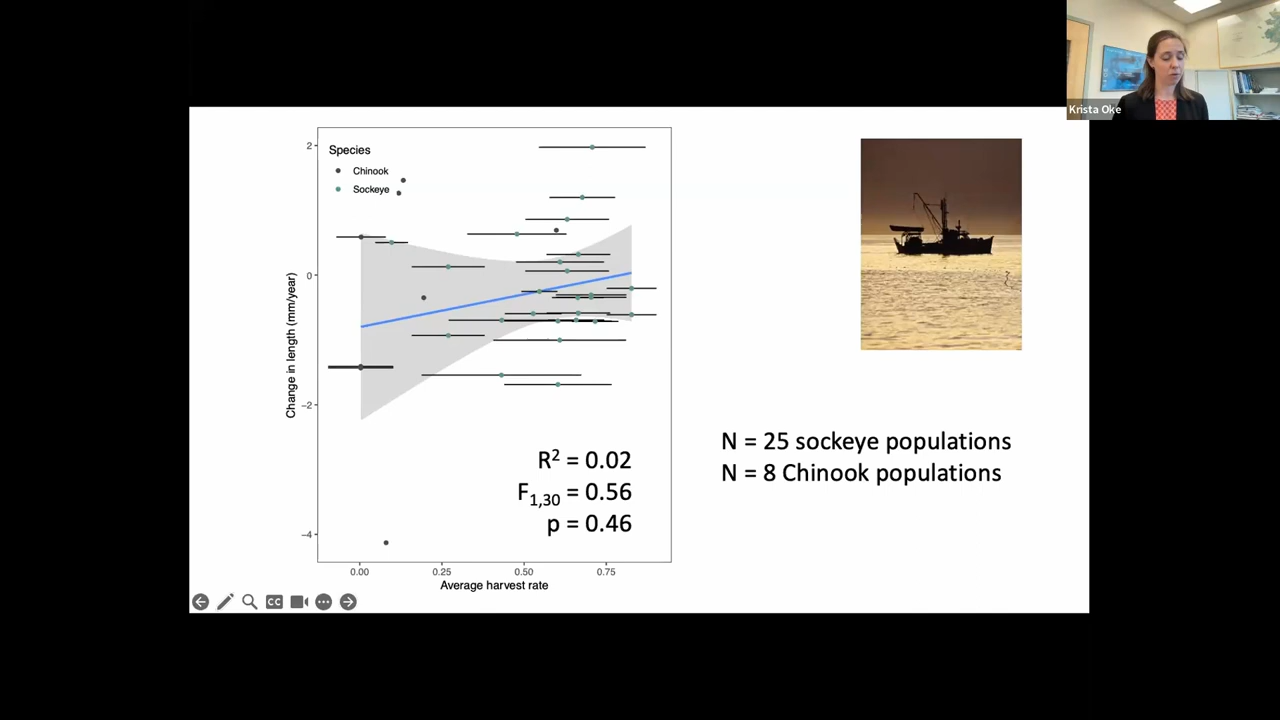 Krista Oke
Species
Chinook
Sockeye
2
0
−2
−4
Change in length (mm/year)
R² = 0.02
F₁,₃₀ = 0.56
p = 0.46
0.00
0.25
0.50
0.75
Average harvest rate
N = 25 sockeye populations
N = 8 Chinook populations
CC